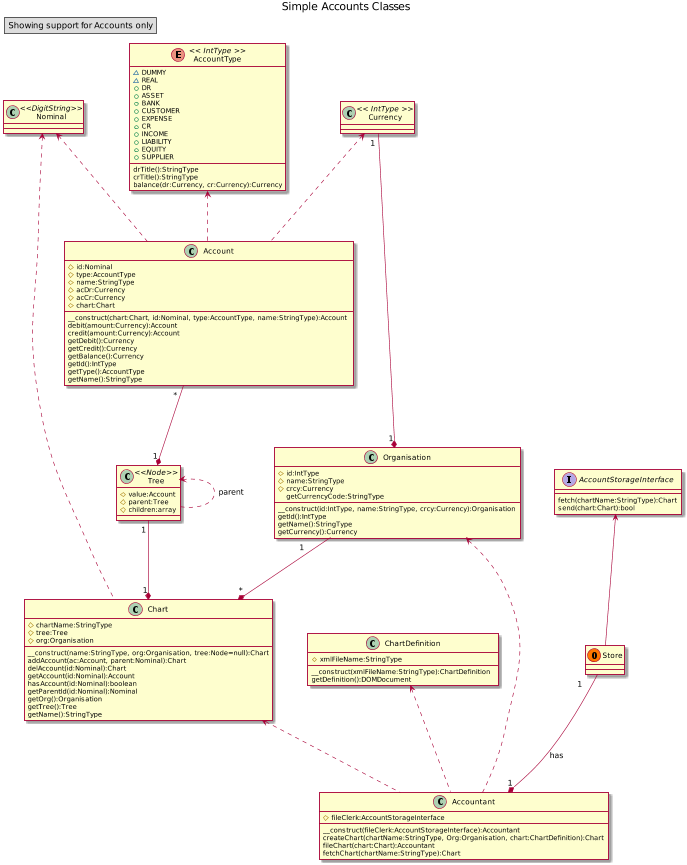 Simple Accounts Classes
Showing support for Accounts only
E << IntType >>
AccountType
DUMMY
REAL
DR
ASSET
BANK
CUSTOMER
EXPENSE
CR
INCOME
LIABILITY
EQUITY
SUPPLIER
drTitle():StringType
crTitle():StringType
balance(dr:Currency, cr:Currency):Currency
C <<DigitString>>
Nominal
C << IntType >>
Currency
1
C Account
id:Nominal
type:AccountType
name:StringType
acDr:Currency
acCr:Currency
chart:Chart
__construct(chart:Chart, id:Nominal, type:AccountType, name:StringType):Account
debit(amount:Currency):Account
credit(amount:Currency):Account
getDebit():Currency
getCredit():Currency
getBalance():Currency
getId():IntType
getType():AccountType
getName():StringType
*
1
1
C <<Node>>
Tree
value:Account
parent:Tree
children:array
parent
1
C Organisation
id:IntType
name:StringType
crcy:Currency
getCurrencyCode:StringType
__construct(id:IntType, name:StringType, crcy:Currency):Organisation
getId():IntType
getName():StringType
getCurrency():Currency
1
I AccountStorageInterface
fetch(chartName:StringType):Chart
send(chart:Chart):bool
1
*
C Chart
chartName:StringType
tree:Tree
org:Organisation
__construct(name:StringType, org:Organisation, tree:Node=null):Chart
addAccount(ac:Account, parent:Nominal):Chart
delAccount(id:Nominal):Chart
getAccount(id:Nominal):Account
hasAccount(id:Nominal):boolean
getParentId(id:Nominal):Nominal
getOrg():Organisation
getTree():Tree
getName():StringType
C ChartDefinition
xmlFileName:StringType
__construct(xmlFileName:StringType):ChartDefinition
getDefinition():DOMDocument
O Store
1
has
1
C Accountant
fileClerk:AccountStorageInterface
__construct(fileClerk:AccountStorageInterface):Accountant
createChart(chartName:StringType, Org:Organisation, chart:ChartDefinition):Chart
fileChart(chart:Chart):Accountant
fetchChart(chartName:StringType):Chart